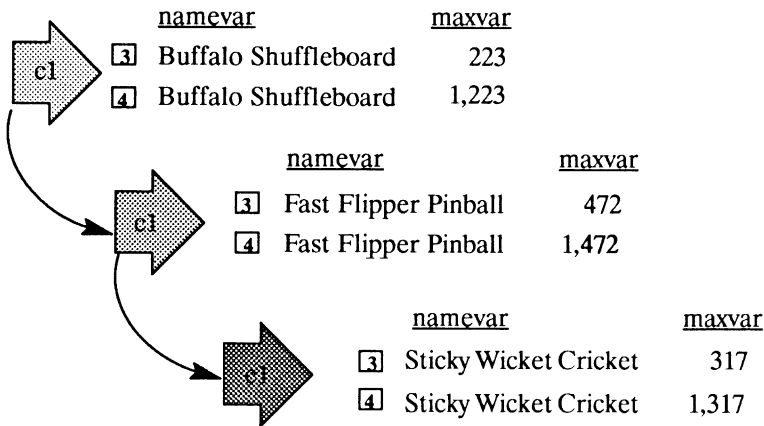 namevar maxvar
c1
3 Buffalo Shuffleboard 223
4 Buffalo Shuffleboard 1,223
namevar maxvar
c1
3 Fast Flipper Pinball 472
4 Fast Flipper Pinball 1,472
namevar maxvar
c1
3 Sticky Wicket Cricket 317
4 Sticky Wicket Cricket 1,317